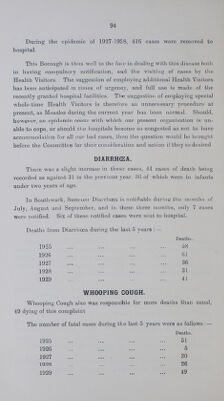 94
During the epidemic of 1927-1928, 416 cases were removed to
hospital.
This Borough is thus well to the fore in dealing with this disease both
in having compulsory notification, and the visiting of cases by the
Health Visitors. The suggestion of employing additional Health Visitors
has been anticipated in times of urgency, and full use is made of the
recently granted hospital facilities. The suggestion of employing special
whole-time Health Visitors is therefore an unnecessary procedure at
present, as Measles during the current year has been normal. Should,
however, an epidemic occur with which our present organisation is un-
able to cope, or should the hospitals become so congested as not to have
accommodation for all our bad cases, then the question would be brought
before the Committee for their consideration and action if they so desired
DIARRHŒA.
There was a slight increase in these cases, 41 cases of death being
recorded as against 31 in the previous year. 36 of which were in infants
under two years of age.
In Southwark, Summer Diarrhœa is notifiable during the months of
July, August and September, and in these three months, only 7 cases
were notified. Six of these notified cases were sent to hospital.
Deaths from Diarrhœa during the last 5 years :—
Deaths.
1925 ... ... ... ... 58
1926 ... ... ... ... 61
1927 ... ... ... ... 36
1928 ... ... ... ... 31
1929 ... ... ... ... 41
WHOOPING COUGH.
Whooping Cough also was responsible for more deaths than usual,
49 dying of this complaint
The number of fatal cases during the last 5 years were as follows :—
Deaths.
1925 ... ... ... ... 51
1926 ... ... ... ... 5
1927 ... ... ... ... 20
1928 ... ... ... ... 26
1929 ... ... ... ... 49